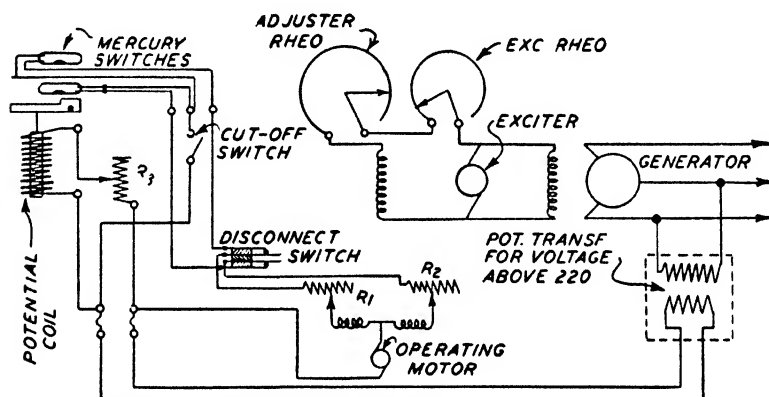 ADJUSTER
RHEO
EXC RHEO
MERCURY
SWITCHES
EXCITER
CUT-OFF
SWITCH
GENERATOR
R3
DISCONNECT
SWITCH
POT. TRANSF
FOR VOLTAGE
ABOVE 220
R1
R2
POTENTIAL
COIL
OPERATING
MOTOR